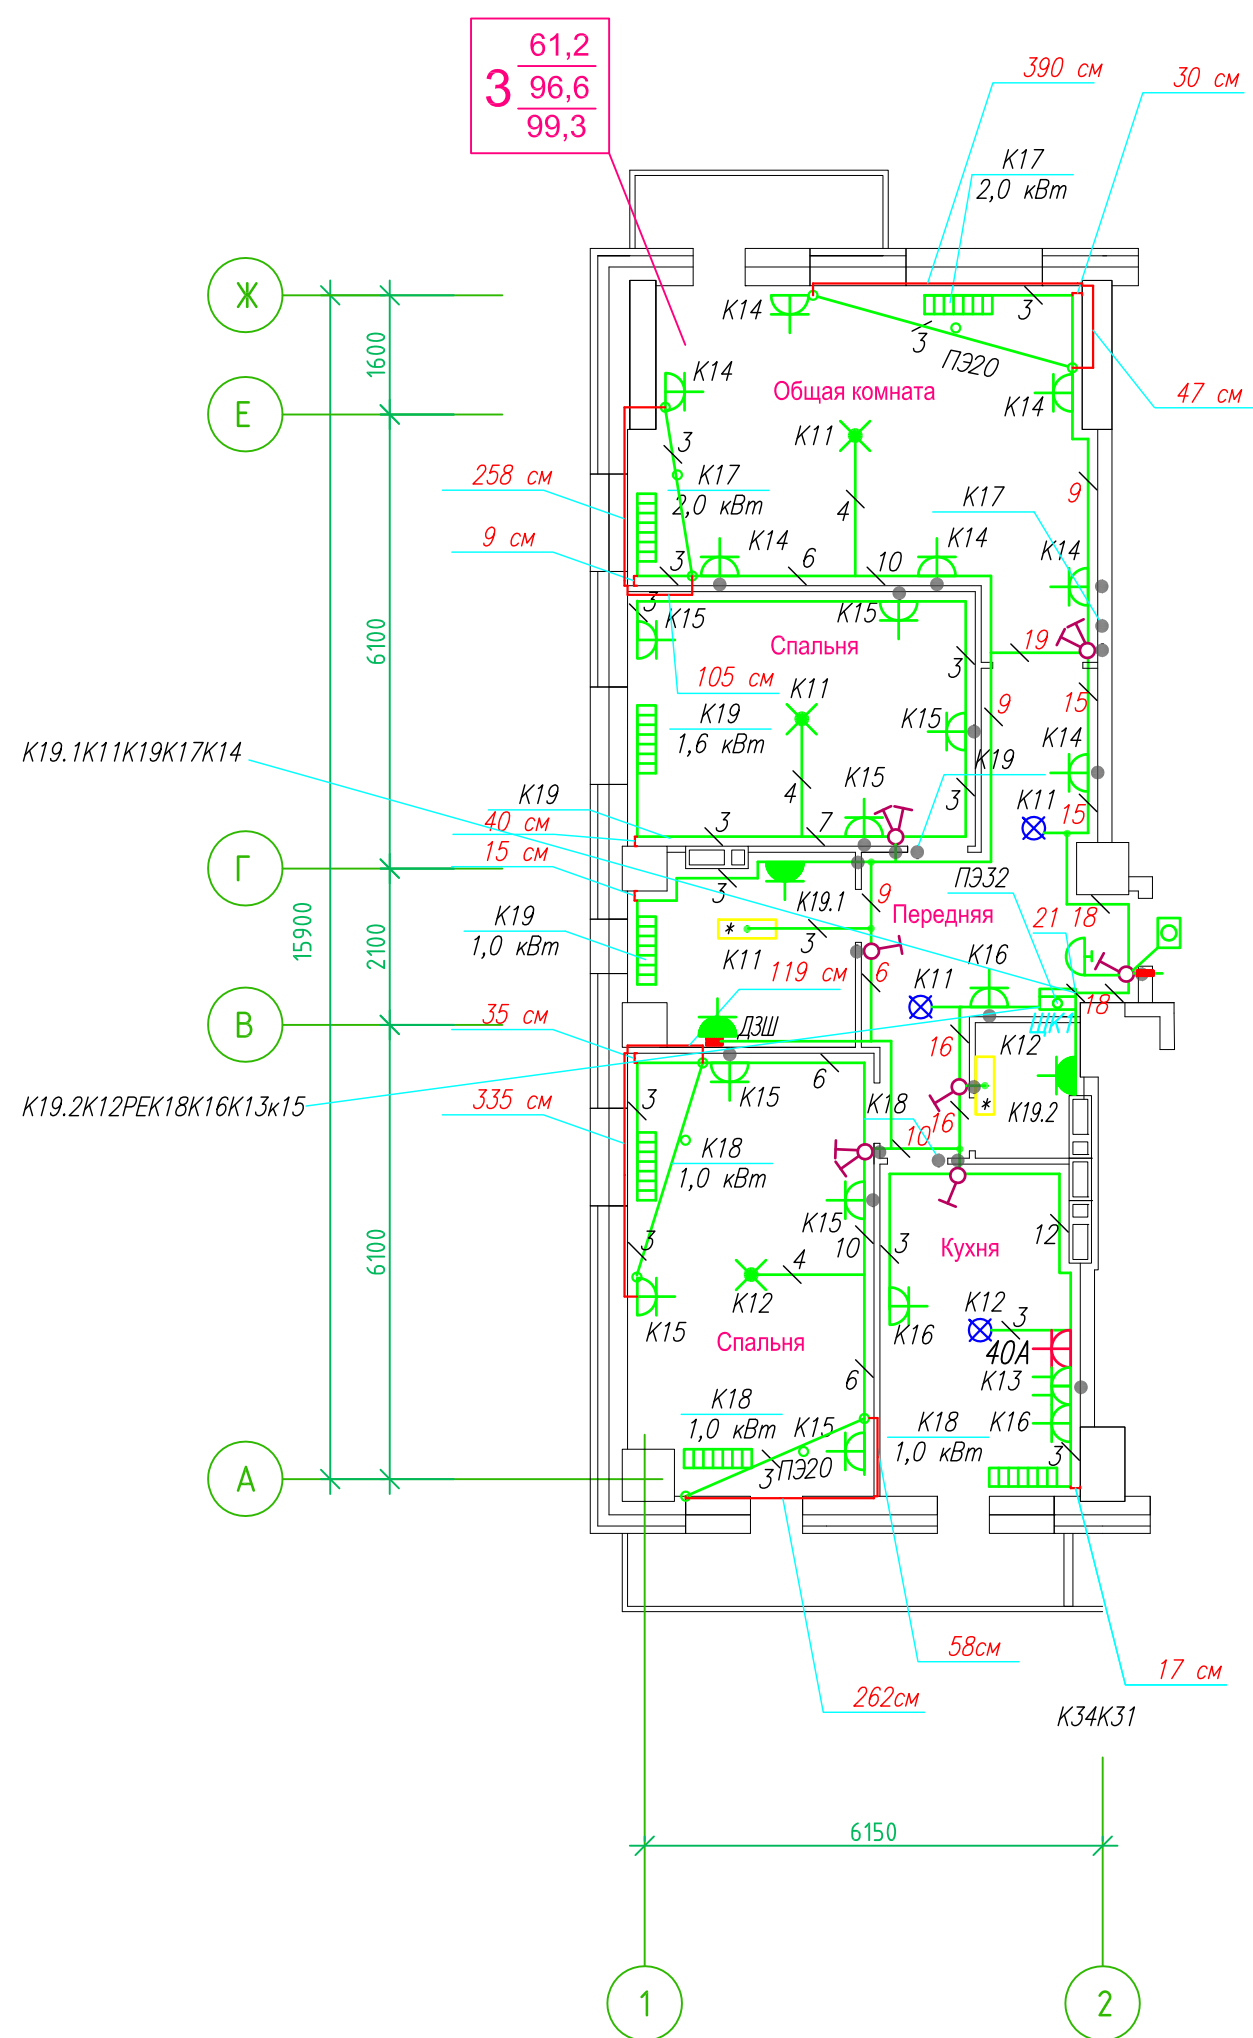 61,2
3 96,6
99,3
390 см
30 см
К17
2,0 кВт
Ж
К14
3
3
ПЭ20
1600
К14
Общая комната
К14
47 см
Е
К11
3
258 см
К17
2,0 кВт
4
К17
9
9 см
К14
К14
К14
3
6
10
3
К15
К15
6100
Спальня
19
3
105 см
К11
К19
1,6 кВт
К15
9
15
К14
К19.1К11К19К17К14
К19
К15
К19
4
3
К11
40 см
3
7
15
15 см
Г
3
ПЭ32
9
К19.1
Передняя
21 18
15900
2100
К19
1,0 кВт
*
3
К11
119 см
6
К16
К11
18
35 см
В
ДЗШ
ЩК1
16
К12
6
К15
К19.2К12РЕК18К16К13к15
335 см
3
К18
*
К19.2
16
10
К18
1,0 кВт
К15
10
3
Кухня
12
3
6100
4
К12
К15
К12
3
К16
Спальня
40А
6
К13
К18
1,0 кВт
К15
К18
1,0 кВт
К16
3
3
ПЭ20
А
58см
17 см
262см
К34К31
6150
1
2